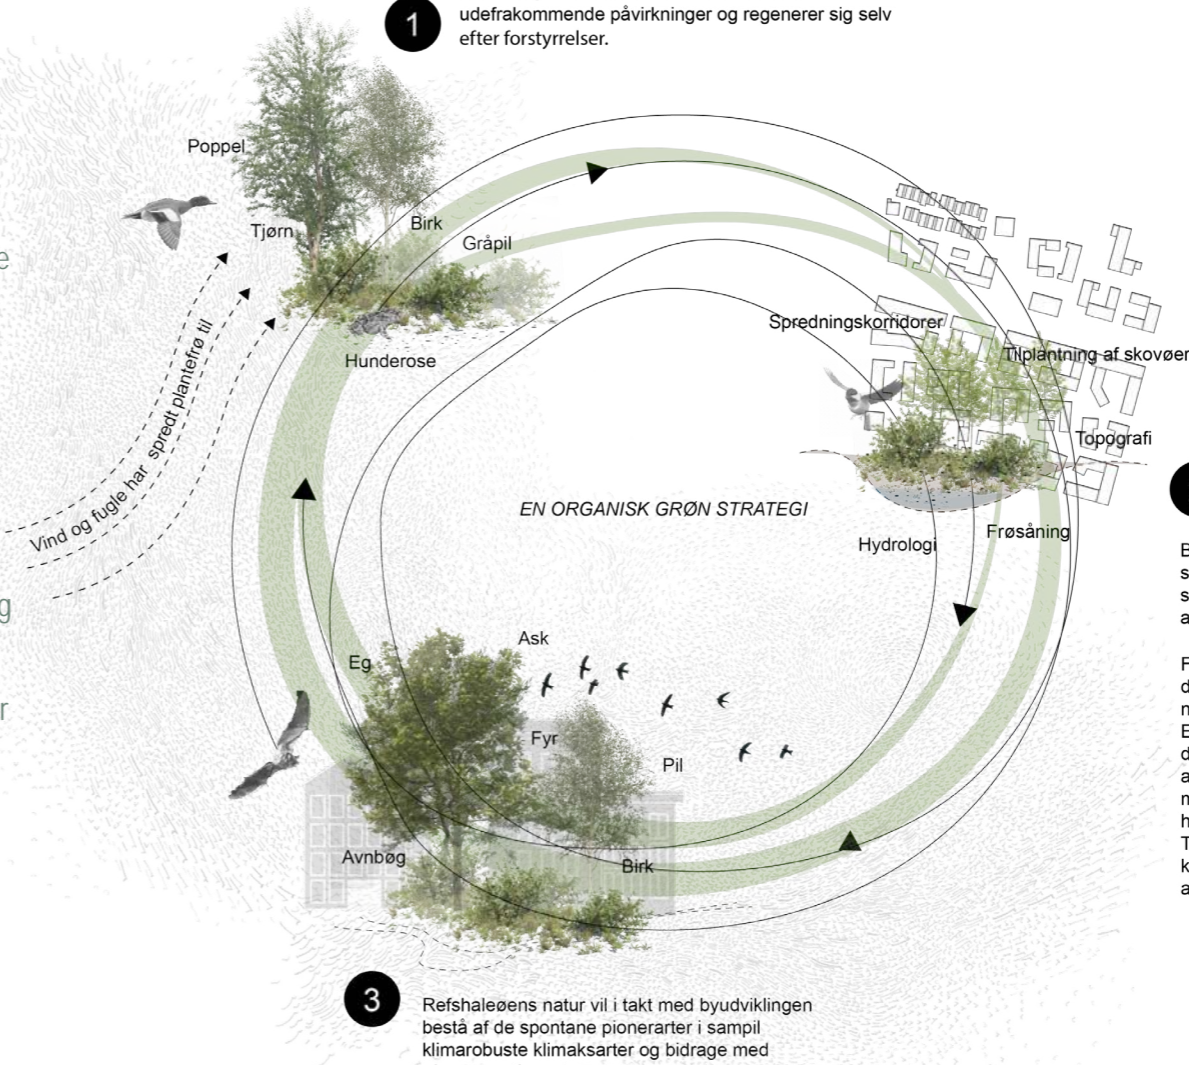 1
udefrakommende påvirkninger og regenerer sig selv
efter forstyrrelser.
Poppel
Tjørn
Birk
Gråpil
Hunderose
Vind og fugle har spredt plantefrø til
Spredningskorridorer
Tilplantning af skovøer
Topografi
Hydrologi
Frøsåning
EN ORGANISK GRØN STRATEGI
Ask
Eg
Fyr
Pil
Avnbøg
Birk
3
Refshaleøens natur vil i takt med byudviklingen
bestå af de spontane pionerarter i sampil
klimarobuste klimaksarter og bidrage med